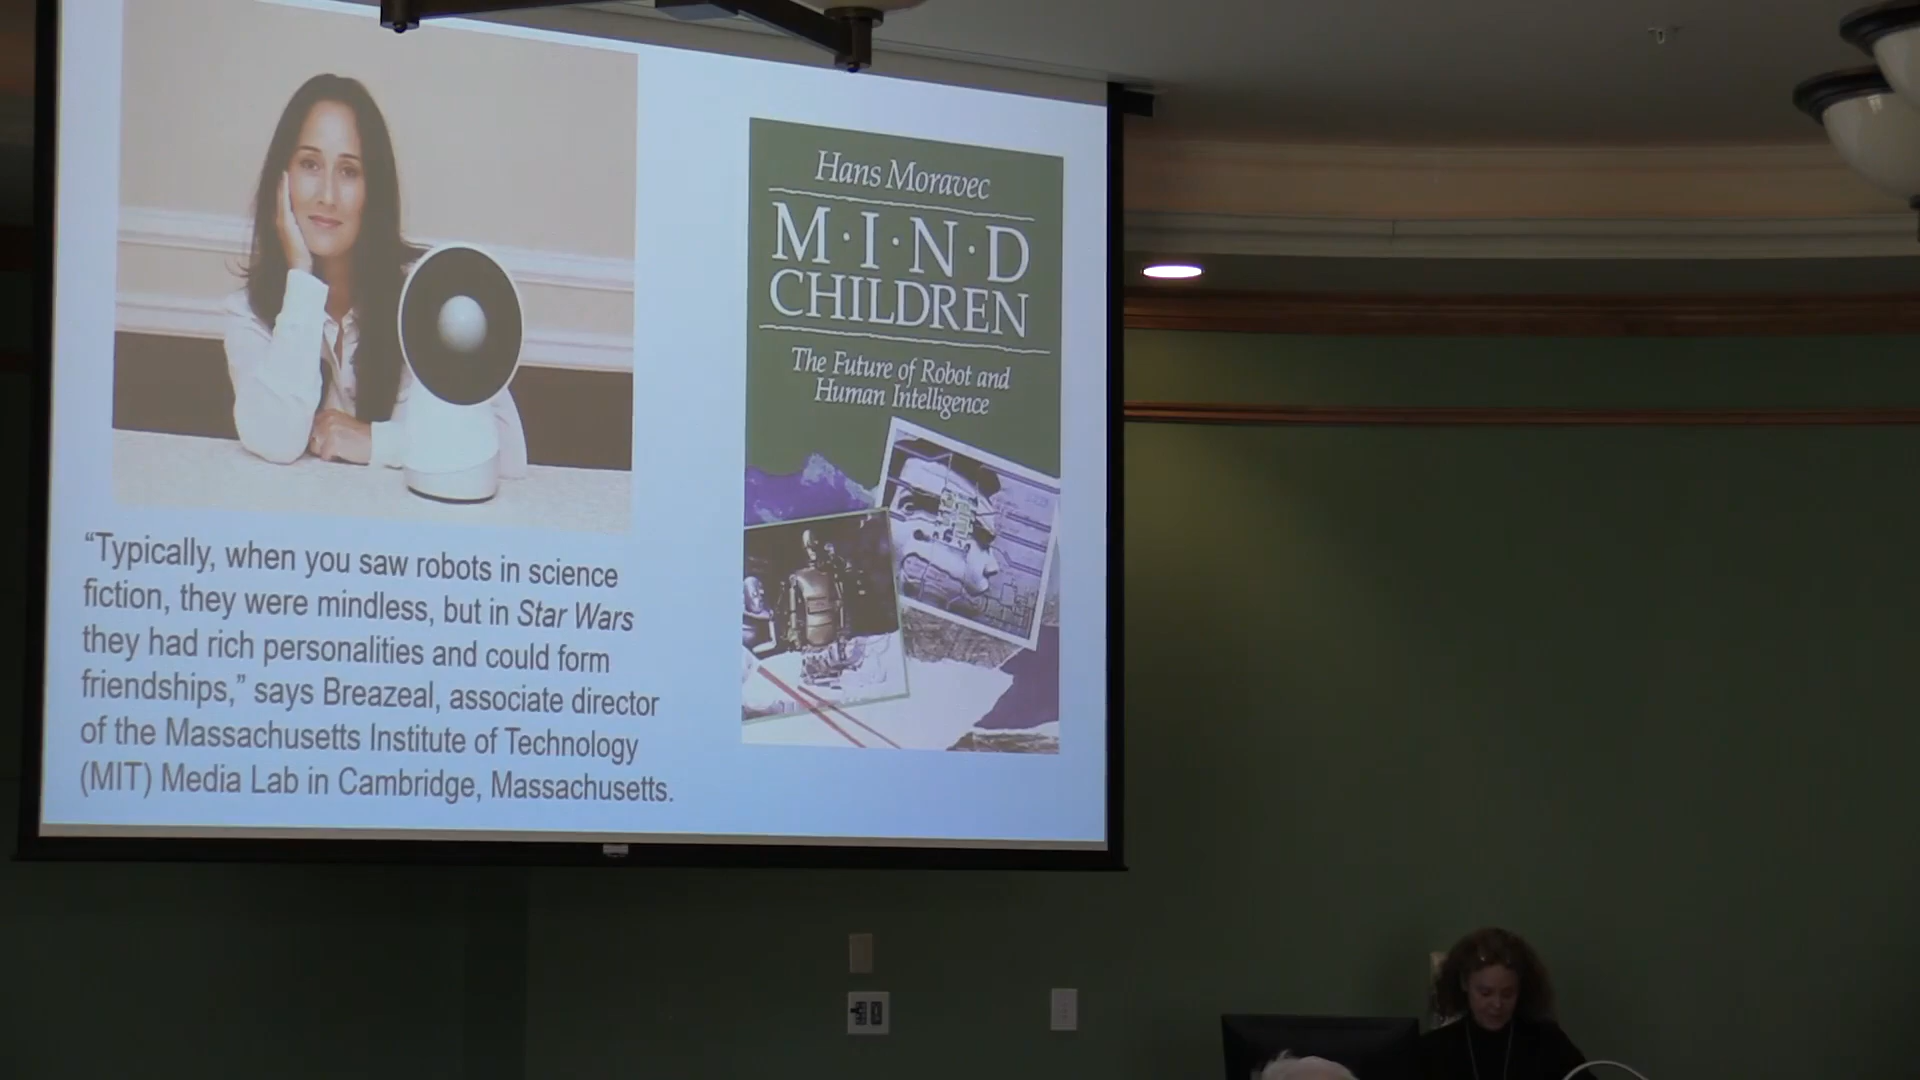 “Typically, when you saw robots in science
fiction, they were mindless, but in Star Wars
they had rich personalities and could form
friendships,” says Breazeal, associate director
of the Massachusetts Institute of Technology
(MIT) Media Lab in Cambridge, Massachusetts.
Hans Moravec
M·I·N·D
CHILDREN
The Future of Robot and
Human Intelligence